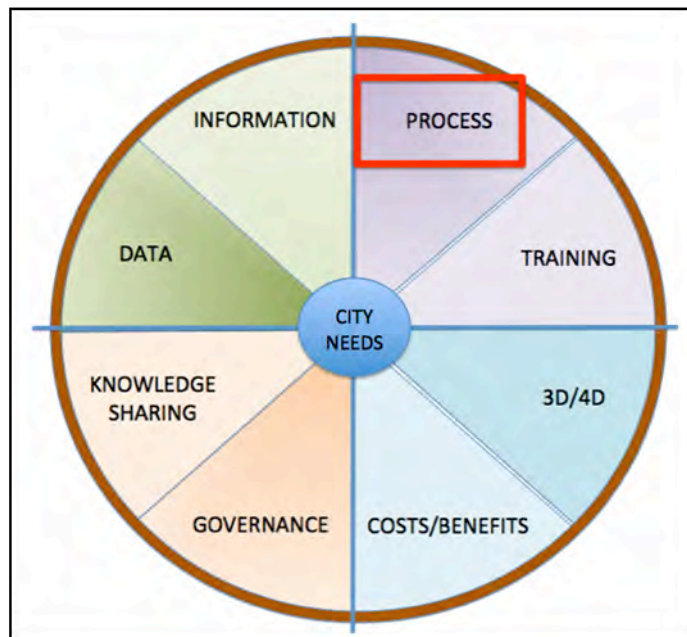 INFORMATION
PROCESS
DATA
TRAINING
CITY
NEEDS
KNOWLEDGE
SHARING
3D/4D
GOVERNANCE
COSTS/BENEFITS